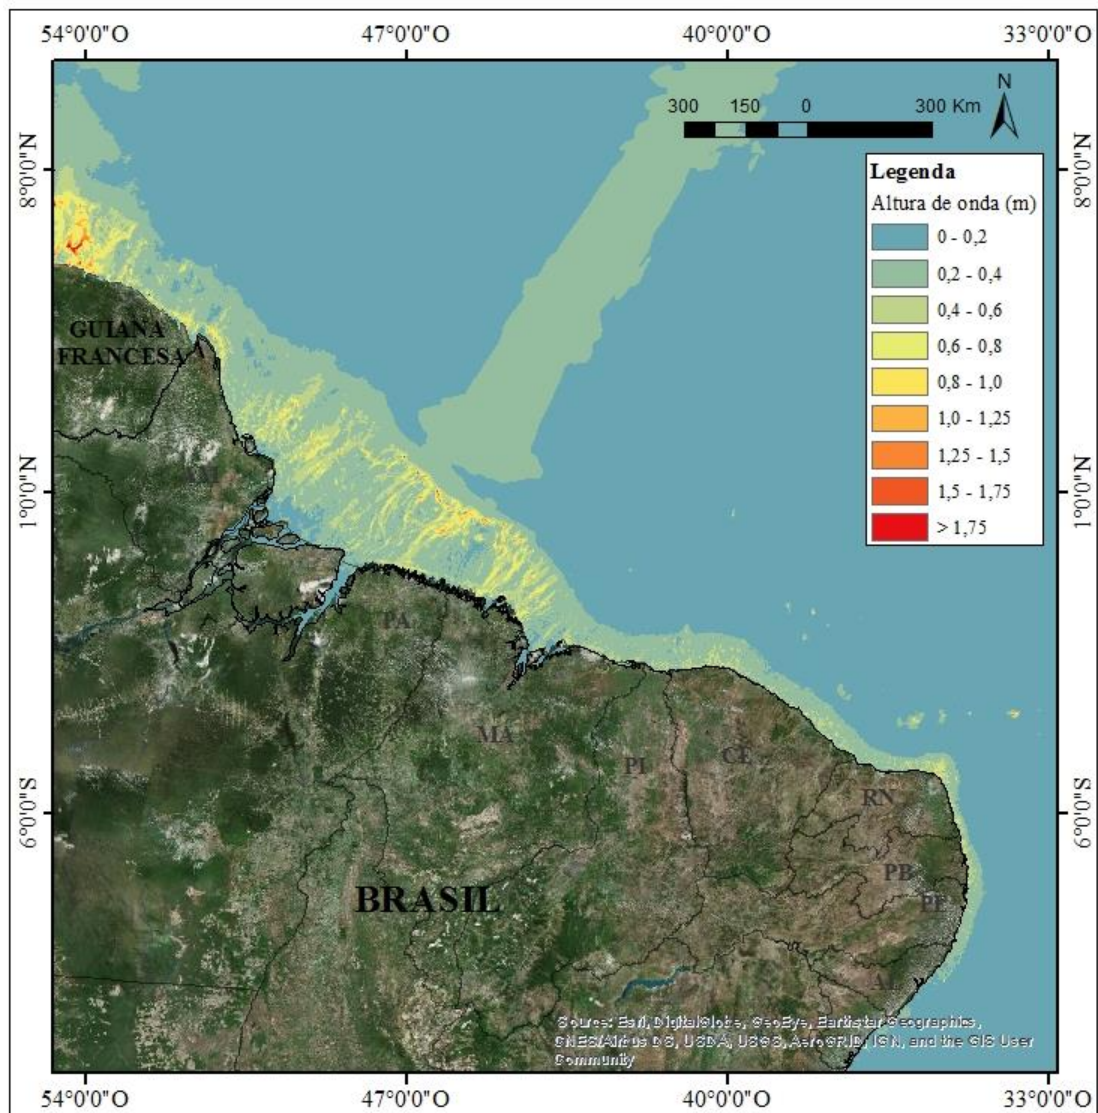 54°0'0"O 47°0'0"O 40°0'0"O 33°0'0"O
N
300 150 0 300 Km
8°0'0"N
8°0'0"N
Legenda
Altura de onda (m)
0 - 0,2
0,2 - 0,4
0,4 - 0,6
0,6 - 0,8
0,8 - 1,0
1,0 - 1,25
1,25 - 1,5
1,5 - 1,75
> 1,75
GUIANA
FRANCESA
1°0'0"N
1°0'0"N
PA
MA
PI
CE
RN
6°0'0"S
6°0'0"S
PB
PE
BRASIL
AL
Source: Esri, DigitalGlobe, GeoEye, Earthstar Geographics,
CNES/Airbus DS, USDA, USGS, AeroGRID, IGN, and the GIS User
Community
54°0'0"O 47°0'0"O 40°0'0"O 33°0'0"O